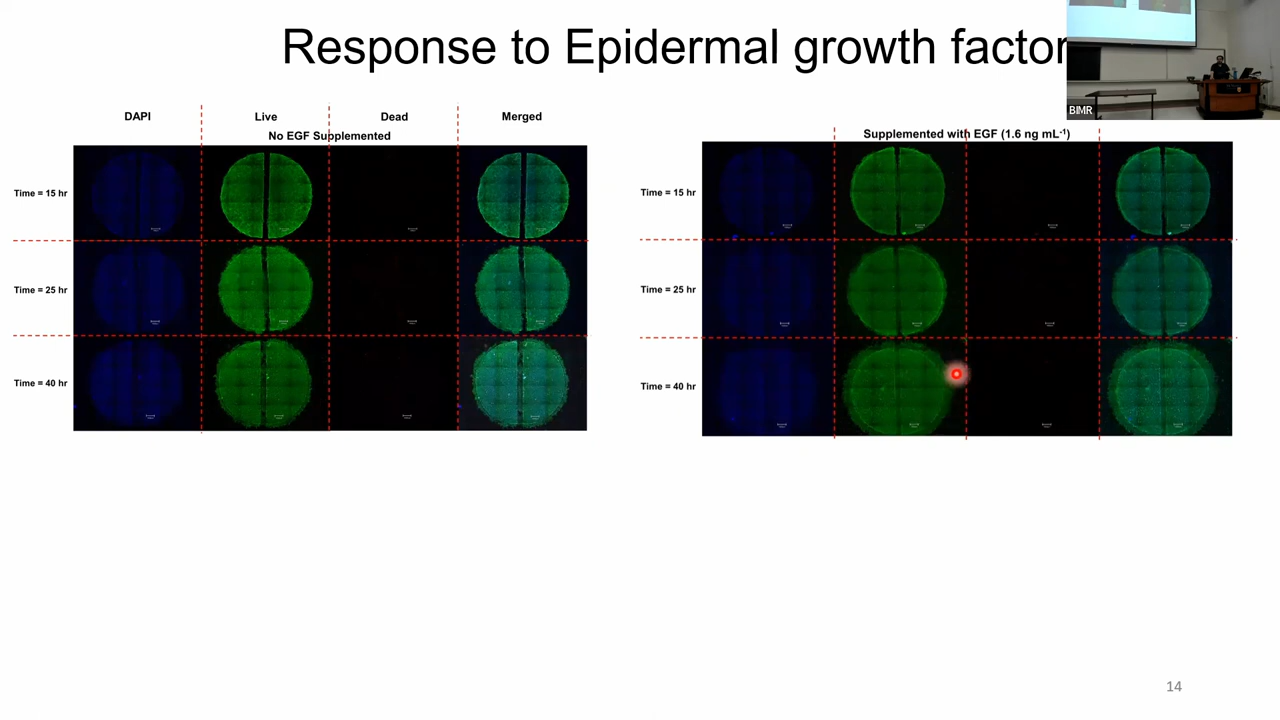 Response to Epidermal growth factor
BIMR
DAPI
Live
Dead
Merged
No EGF Supplemented
Time = 15 hr
Time = 25 hr
Time = 40 hr
Supplemented with EGF (1.6 ng mL⁻¹)
Time = 15 hr
Time = 25 hr
Time = 40 hr
14